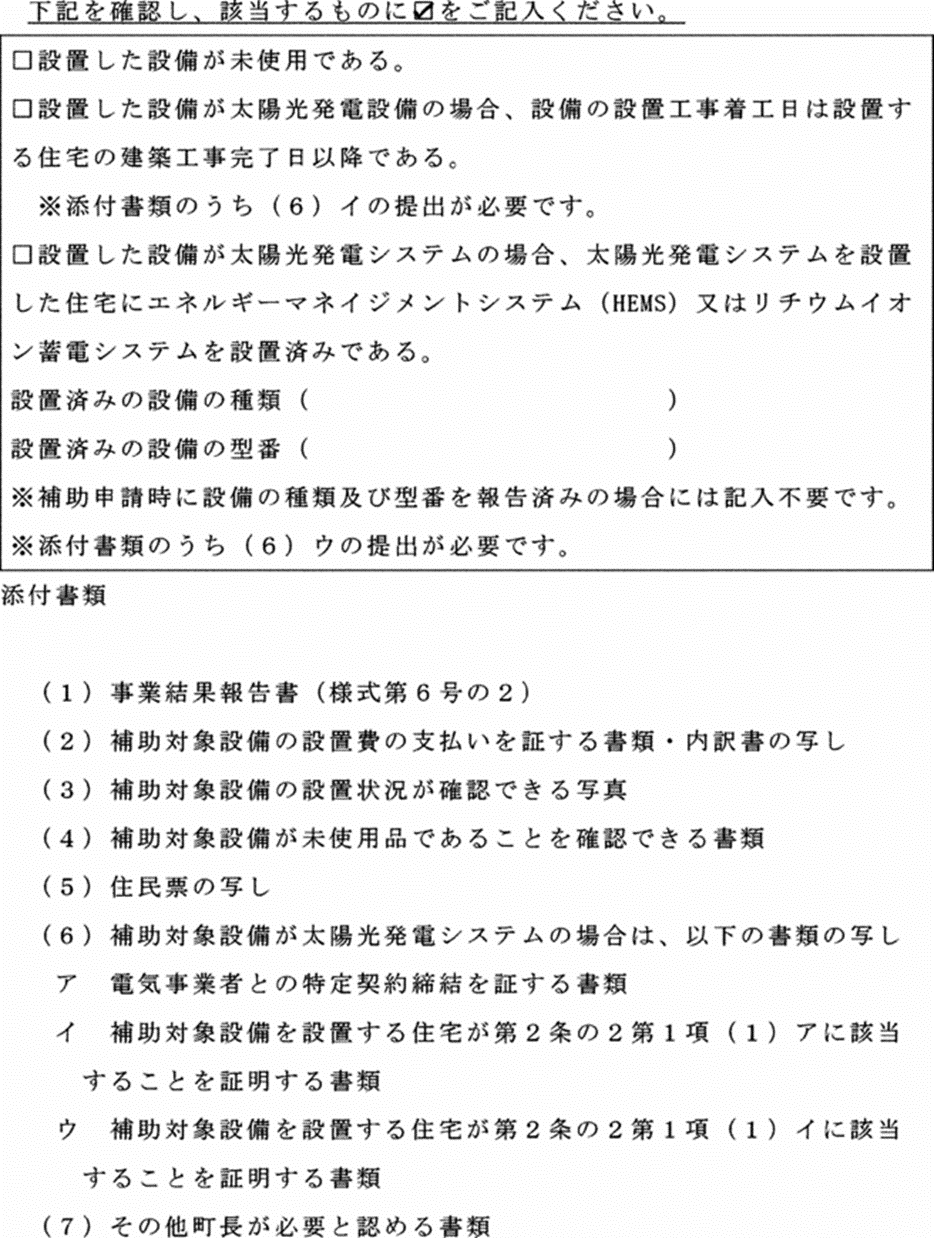 下記を確認し、該当するものに☑をご記入ください。
□設置した設備が未使用である。
□設置した設備が太陽光発電設備の場合、設備の設置工事着工日は設置す
る住宅の建築工事完了日以降である。
※添付書類のうち（６）イの提出が必要です。
□設置した設備が太陽光発電システムの場合、太陽光発電システムを設置
した住宅にエネルギーマネイジメントシステム（HEMS）又はリチウムイオ
ン蓄電システムを設置済みである。
設置済みの設備の種類（　　　　　　　　　　　　　）
設置済みの設備の型番（　　　　　　　　　　　　　）
※補助申請時に設備の種類及び型番を報告済みの場合には記入不要です。
※添付書類のうち（６）ウの提出が必要です。
添付書類
（１）事業結果報告書（様式第６号の２）
（２）補助対象設備の設置費の支払いを証する書類・内訳書の写し
（３）補助対象設備の設置状況が確認できる写真
（４）補助対象設備が未使用品であることを確認できる書類
（５）住民票の写し
（６）補助対象設備が太陽光発電システムの場合は、以下の書類の写し
ア　電気事業者との特定契約締結を証する書類
イ　補助対象設備を設置する住宅が第２条の２第１項（１）アに該当
することを証明する書類
ウ　補助対象設備を設置する住宅が第２条の２第１項（１）イに該当
することを証明する書類
（７）その他町長が必要と認める書類